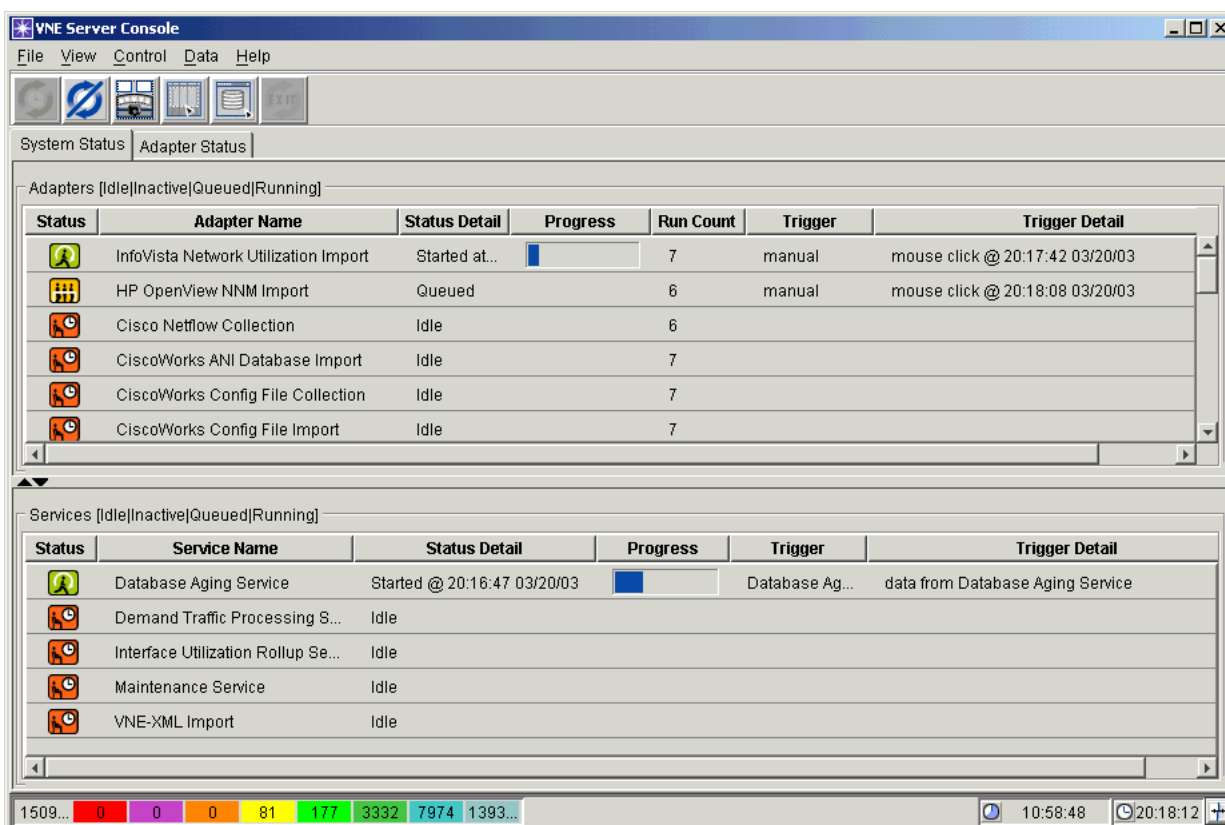 VNE Server Console
File View Control Data Help
EXIT
System Status Adapter Status
Adapters [Idle|Inactive|Queued|Running]
Status Adapter Name Status Detail Progress Run Count Trigger Trigger Detail
InfoVista Network Utilization Import Started at... 7 manual mouse click @ 20:17:42 03/20/03
HP OpenView NNM Import Queued 6 manual mouse click @ 20:18:08 03/20/03
Cisco Netflow Collection Idle 6
CiscoWorks ANI Database Import Idle 7
CiscoWorks Config File Collection Idle 7
CiscoWorks Config File Import Idle 7
Services [Idle|Inactive|Queued|Running]
Status Service Name Status Detail Progress Trigger Trigger Detail
Database Aging Service Started @ 20:16:47 03/20/03 Database Ag... data from Database Aging Service
Demand Traffic Processing S... Idle
Interface Utilization Rollup Se... Idle
Maintenance Service Idle
VNE-XML Import Idle
1509... 0 0 0 81 177 3332 7974 1393... 10:58:48 20:18:12